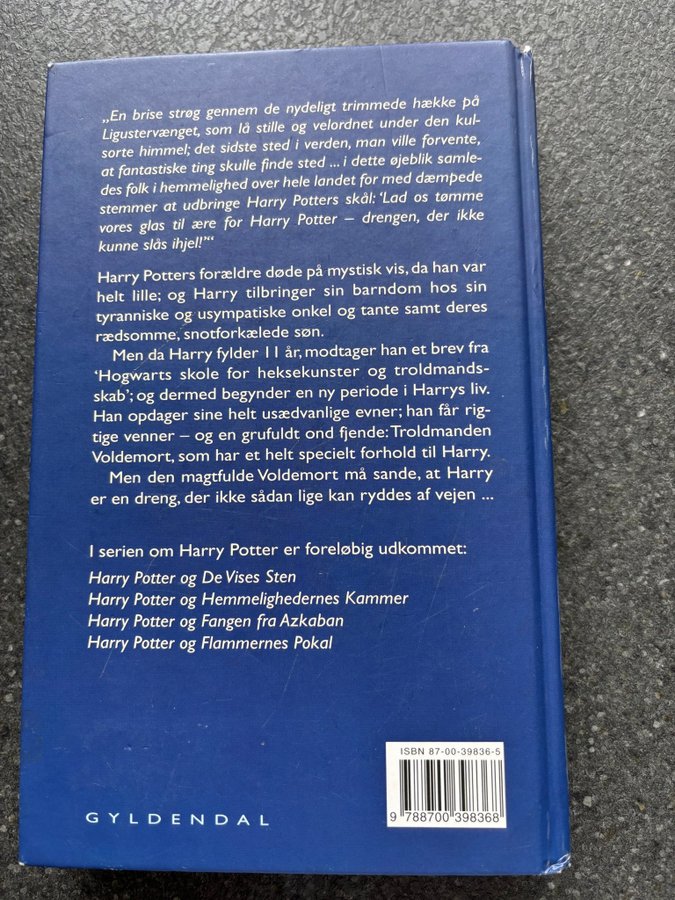 „En brise strøg gennem de nydeligt trimmede hække på
Ligustervænget, som lå stille og velordnet under den kul-
sorte himmel; det sidste sted i verden, man ville forvente,
at fantastiske ting skulle finde sted ... i dette øjeblik samle-
des folk i hemmelighed over hele landet for med dæmpede
stemmer at udbringe Harry Potters skål: ‘Lad os tømme
vores glas til ære for Harry Potter – drengen, der ikke
kunne slås ihjel!’“
Harry Potters forældre døde på mystisk vis, da han var
helt lille; og Harry tilbringer sin barndom hos sin
tyranniske og usympatiske onkel og tante samt deres
rædsomme, snotforkælede søn.
Men da Harry fylder 11 år, modtager han et brev fra
‘Hogwarts skole for heksekunster og troldmands-
skab’; og dermed begynder en ny periode i Harrys liv.
Han opdager sine helt usædvanlige evner; han får rig-
tige venner – og en grufuldt ond fjende: Troldmanden
Voldemort, som har et helt specielt forhold til Harry.
Men den magtfulde Voldemort må sande, at Harry
er en dreng, der ikke sådan lige kan ryddes af vejen ...
I serien om Harry Potter er foreløbig udkommet:
Harry Potter og De Vises Sten
Harry Potter og Hemmelighedernes Kammer
Harry Potter og Fangen fra Azkaban
Harry Potter og Flammernes Pokal
ISBN 87-00-39836-5
9 788700 398368
GYLDENDAL